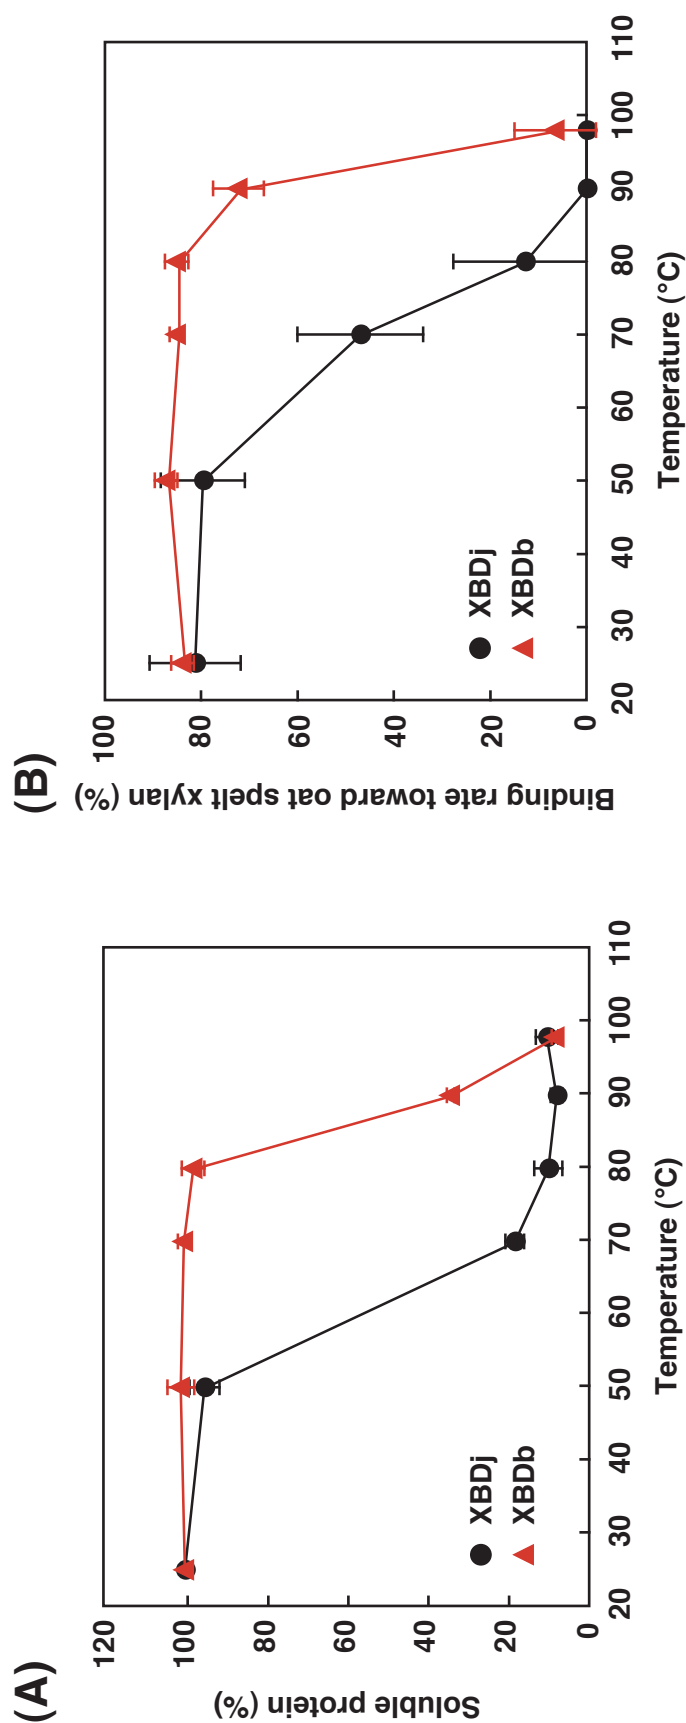 (A)
Soluble protein (%)
120
100
80
60
40
20
0
XBDj
XBDb
20 30 40 50 60 70 80 90 100 110
Temperature (°C)
(B)
Binding rate toward oat spelt xylan (%)
100
80
60
40
20
0
XBDj
XBDb
20 30 40 50 60 70 80 90 100 110
Temperature (°C)